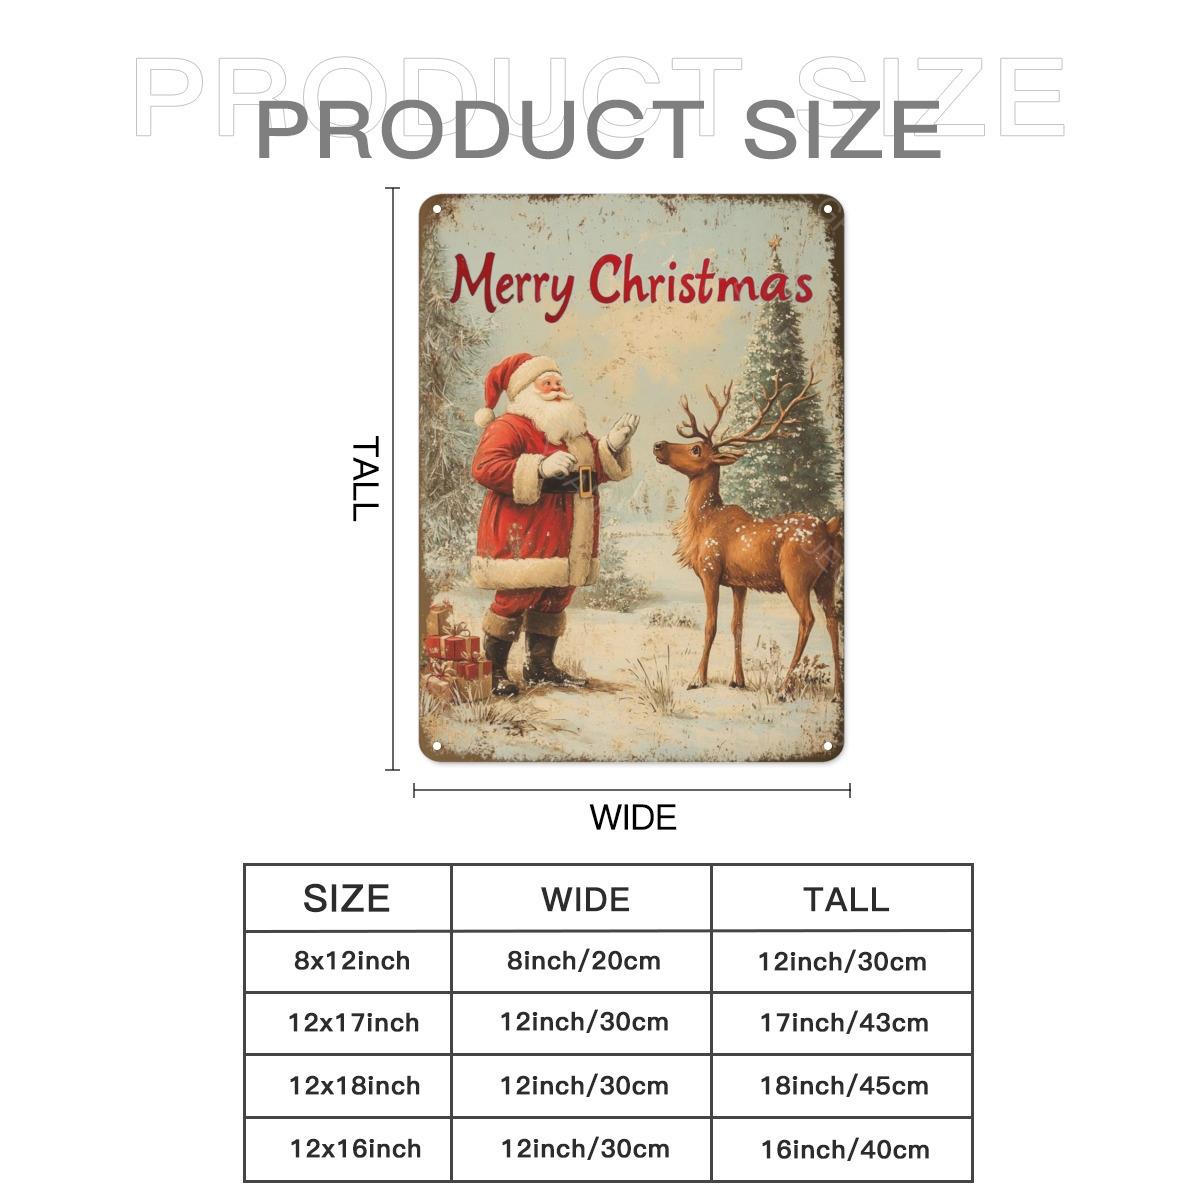 PRODUCT SIZE
PRODUCT SIZE
Merry Christmas
TALL
WIDE
SIZE WIDE TALL
8x12inch 8inch/20cm 12inch/30cm
12x17inch 12inch/30cm 17inch/43cm
12x18inch 12inch/30cm 18inch/45cm
12x16inch 12inch/30cm 16inch/40cm